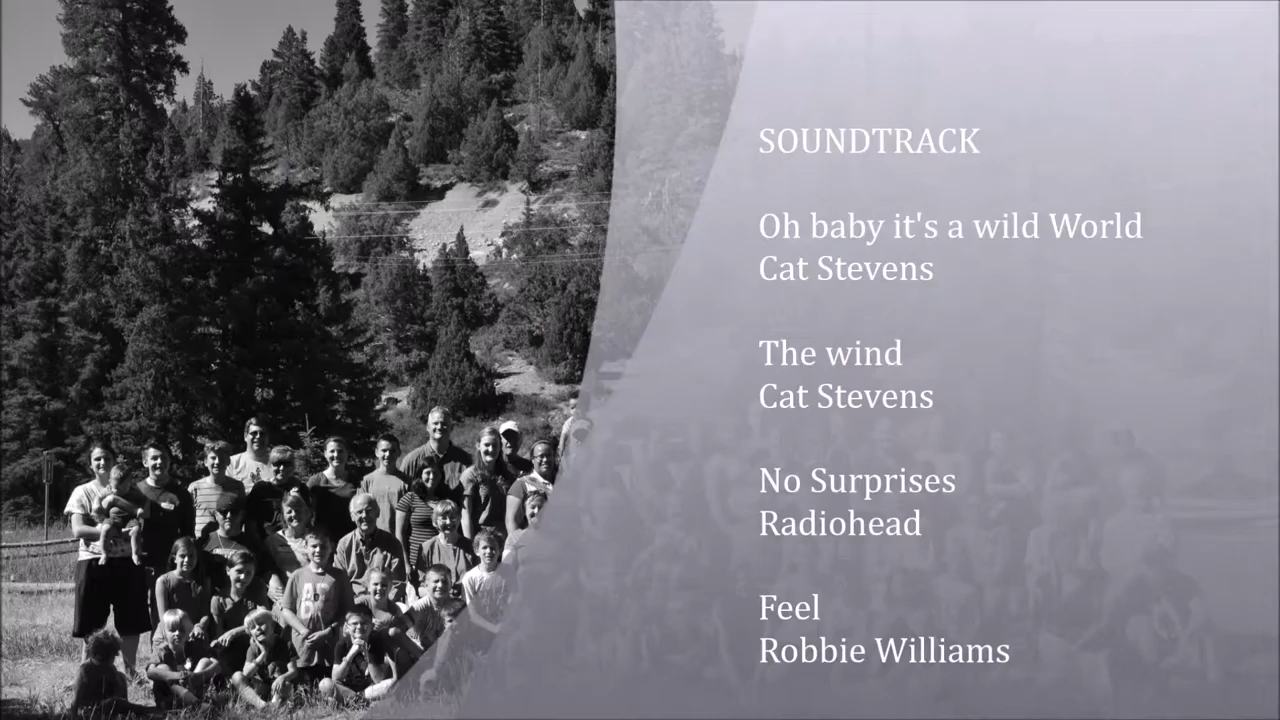 SOUNDTRACK
Oh baby it's a wild World
Cat Stevens
The wind
Cat Stevens
No Surprises
Radiohead
Feel
Robbie Williams